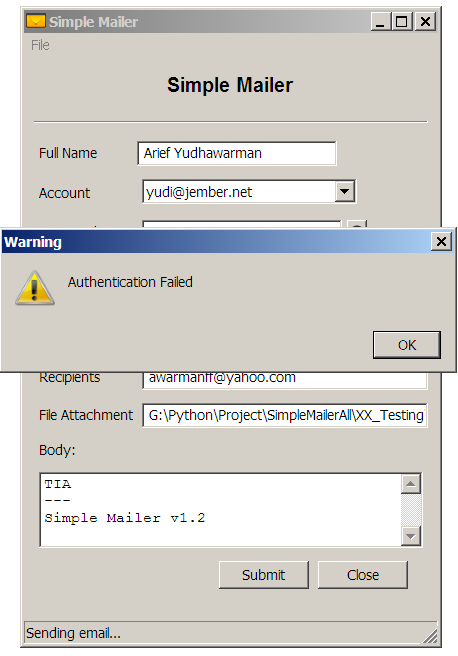 Simple Mailer
File
Simple Mailer
Full Name Arief Yudhawarman
Account yudi@jember.net
Warning
Authentication Failed
OK
Recipients awarmanff@yahoo.com
File Attachment G:\Python\Project\SimpleMailerAll\XX_Testing
Body:
TIA
---
Simple Mailer v1.2
Submit Close
Sending email...